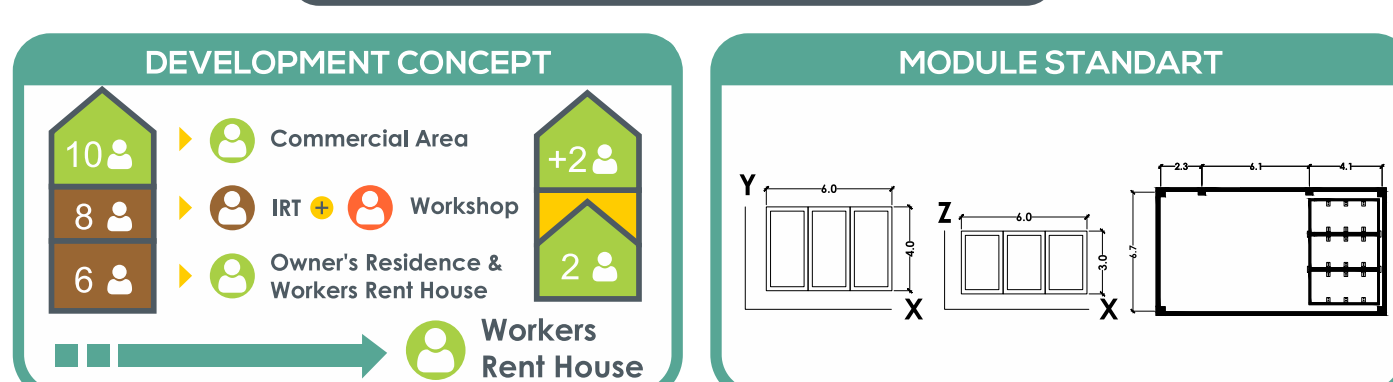 DEVELOPMENT CONCEPT
10
Commercial Area
8
IRT + Workshop
6
Owner's Residence &
Workers Rent House
+2
2
Workers
Rent House
MODULE STANDART
Y
6.0
4.0
X
Z
6.0
3.0
X
2.3
6.1
4.1
6.7